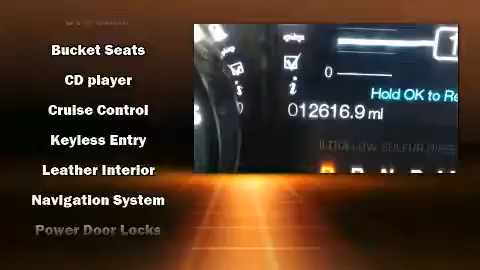 Bucket Seats
CD player
Cruise Control
Keyless Entry
Leather Interior
Navigation System
Power Door Locks
1
0
Hold OK to Re
012616.9 mi